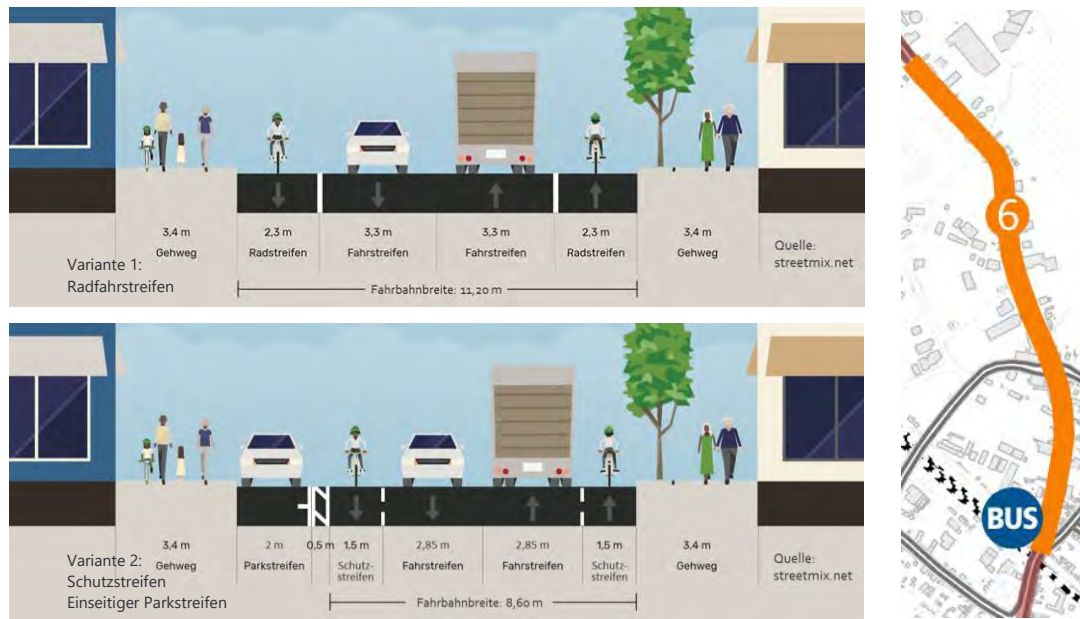 3,4 m
Gehweg
2,3 m
Radstreifen
3,3 m
Fahrstreifen
3,3 m
Fahrstreifen
2,3 m
Radstreifen
3,4 m
Gehweg
Variante 1:
Radfahrstreifen
Fahrbahnbreite: 11,20 m
Quelle:
streetmix.net
3,4 m
Gehweg
2 m
Parkstreifen
0,5 m
1,5 m
Schutz-
streifen
2,85 m
Fahrstreifen
2,85 m
Fahrstreifen
1,5 m
Schutz-
streifen
3,4 m
Gehweg
Variante 2:
Schutzstreifen
Einseitiger Parkstreifen
Fahrbahnbreite: 8,60 m
Quelle:
streetmix.net
6
BUS